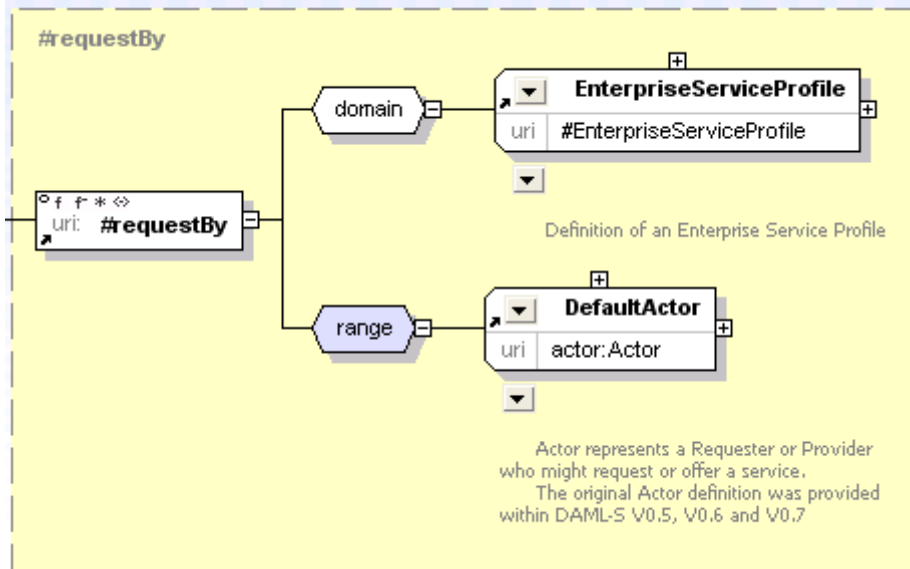 #requestBy
EnterpriseServiceProfile
domain
uri #EnterpriseServiceProfile
o f f- * <>
uri: #requestBy
Definition of an Enterprise Service Profile
DefaultActor
range
uri actor:Actor
Actor represents a Requester or Provider
who might request or offer a service.
The original Actor definition was provided
within DAML-S V0.5, V0.6 and V0.7